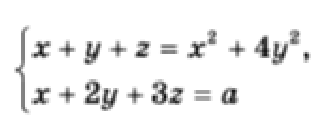 x + y + z = x² + 4y²,
x + 2y + 3z = a